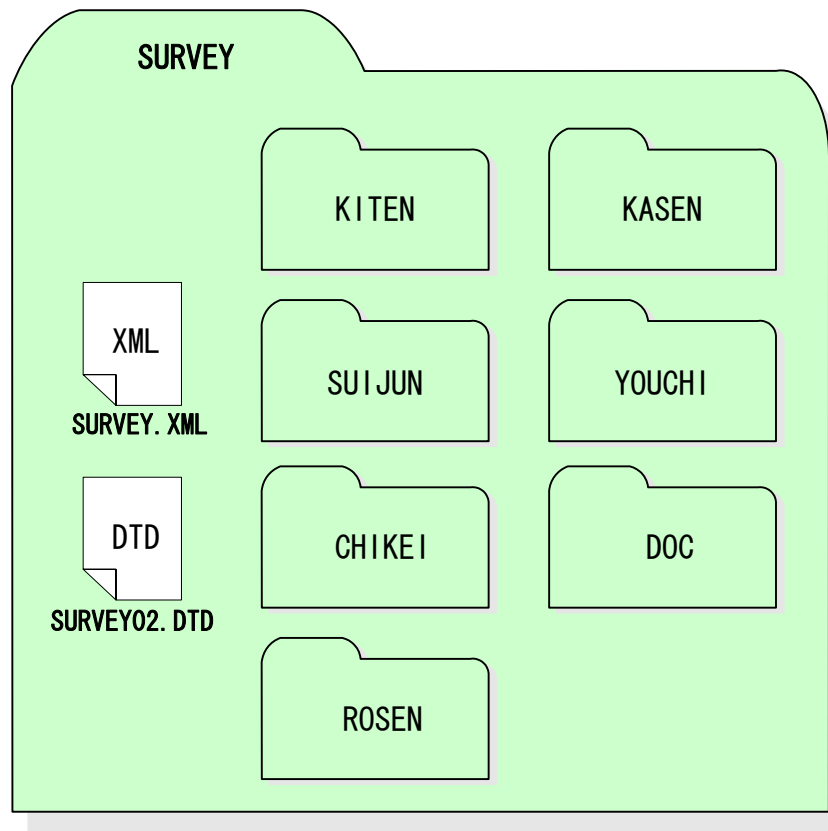 SURVEY
KITEN
KASEN
XML
SURVEY.XML
SUIJUN
YOUCHI
DTD
SURVEY02.DTD
CHIKEI
DOC
ROSEN